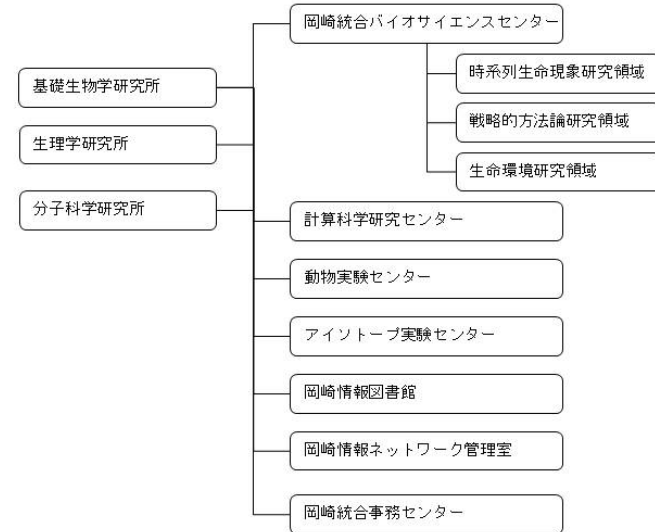 岡崎統合バイオサイエンスセンター
時系列生命現象研究領域
戦略的方法論研究領域
生命環境研究領域
基礎生物学研究所
生理学研究所
分子科学研究所
計算科学研究センター
動物実験センター
アイソトープ実験センター
岡崎情報図書館
岡崎情報ネットワーク管理室
岡崎統合事務センター